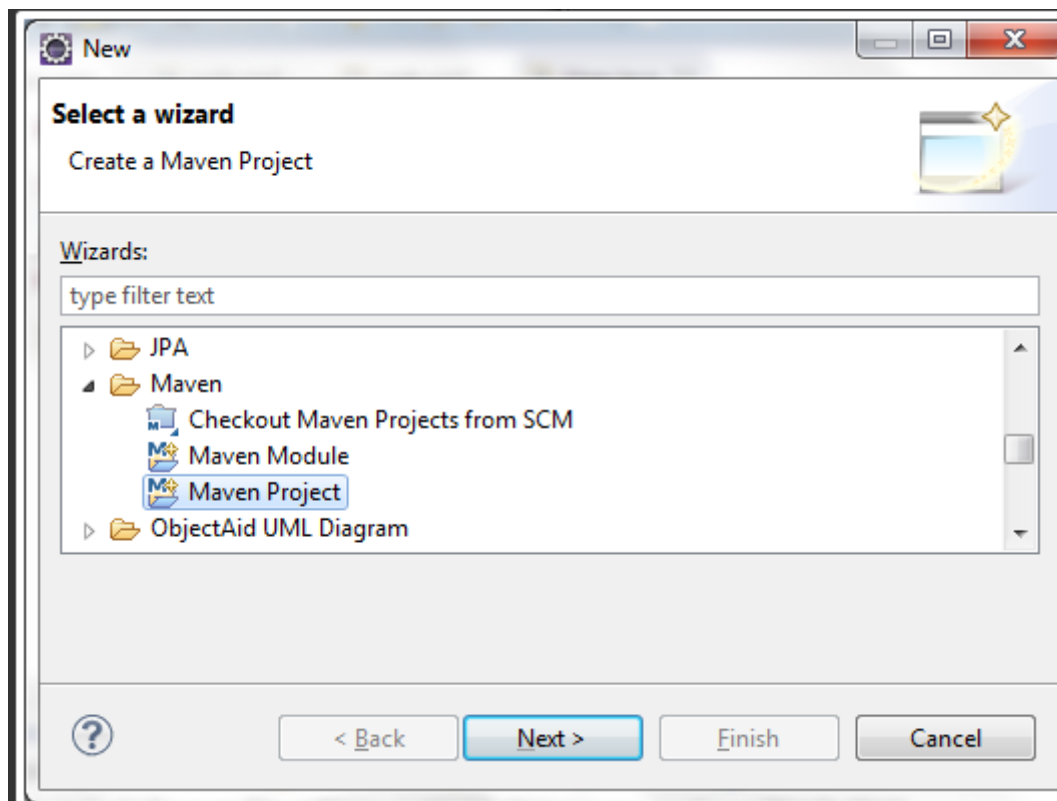 New
Select a wizard
Create a Maven Project
Wizards:
type filter text
JPA
Maven
Checkout Maven Projects from SCM
Maven Module
Maven Project
ObjectAid UML Diagram
< Back Next > Finish Cancel